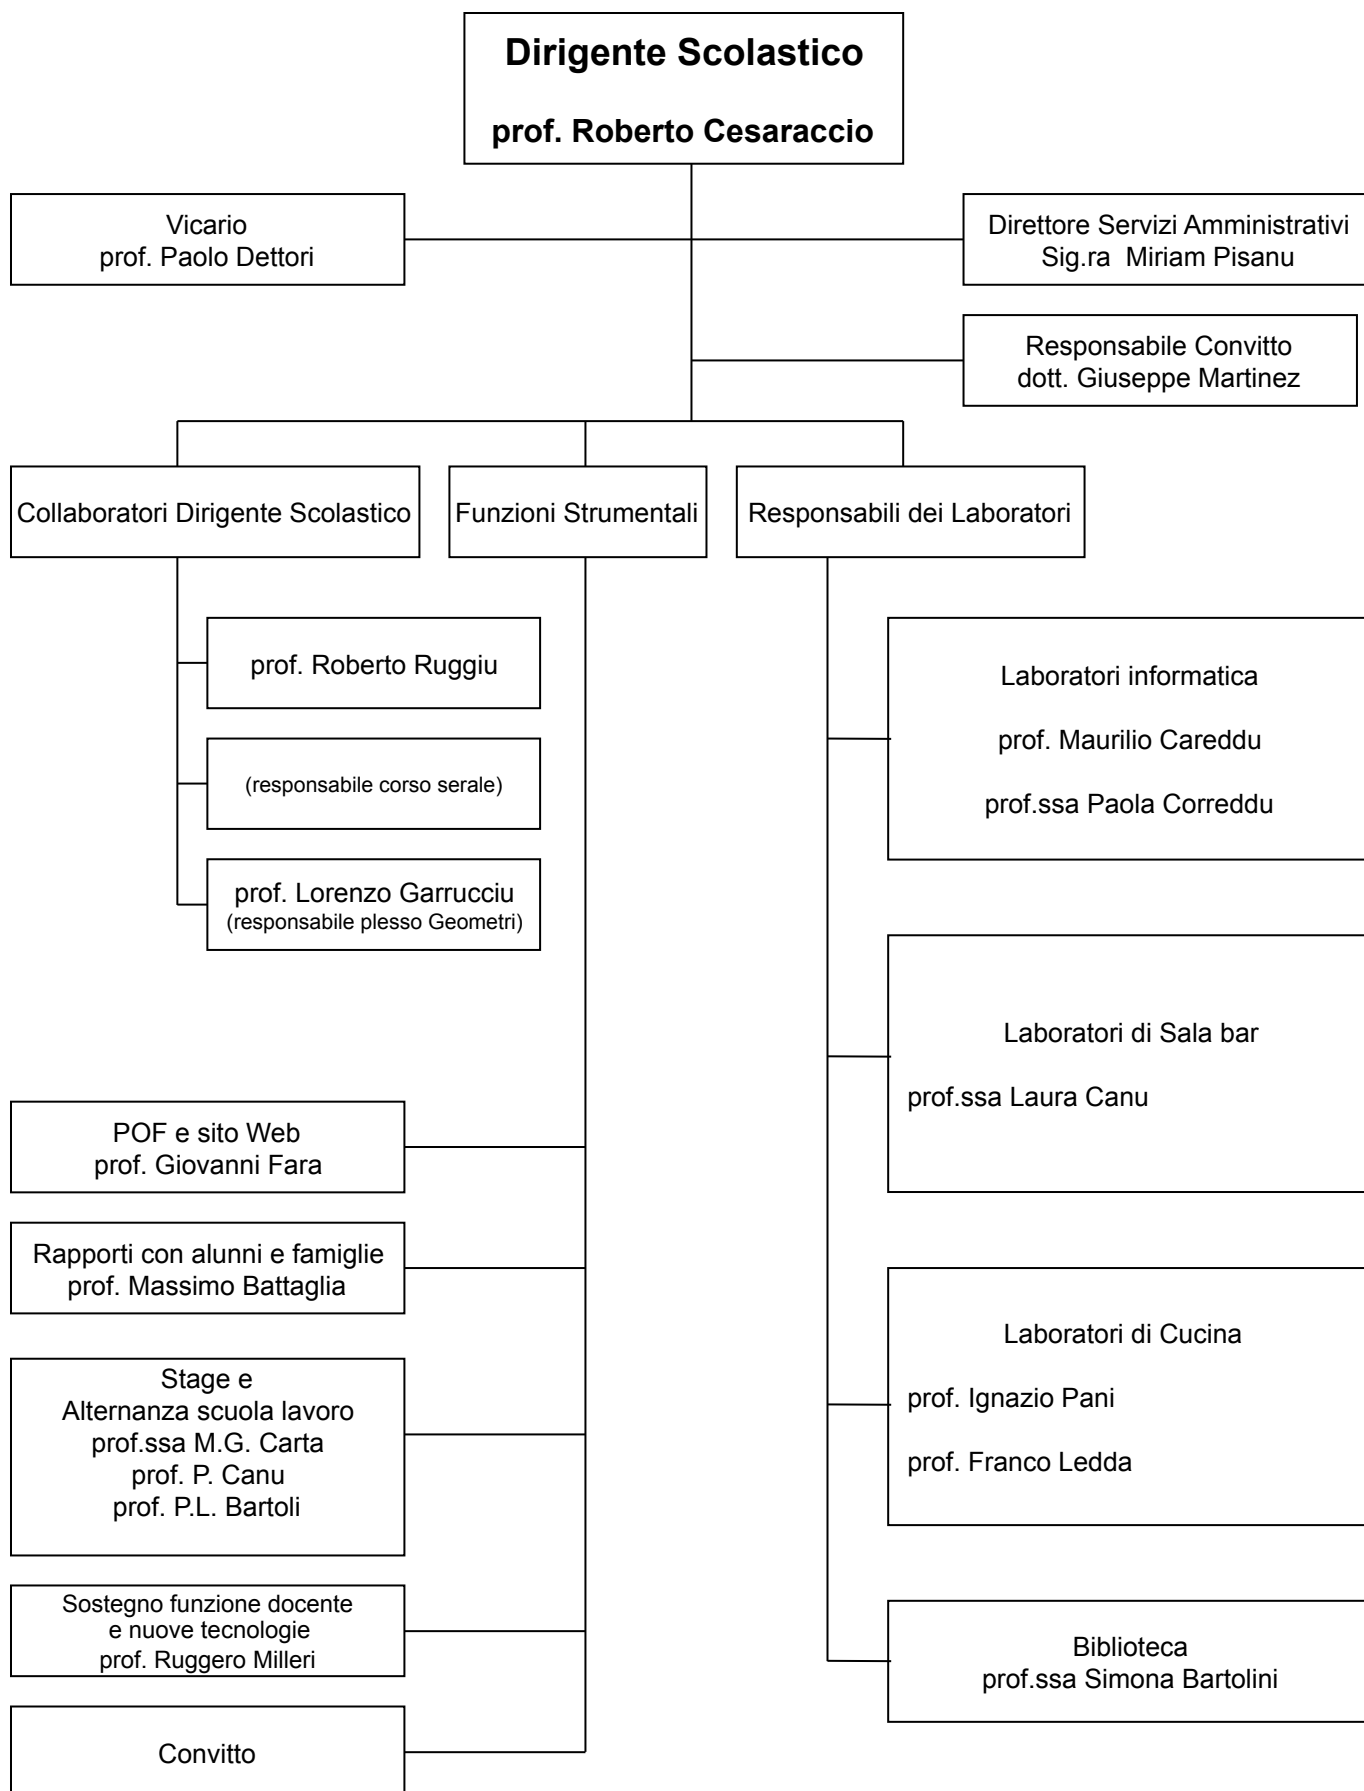 Dirigente Scolastico
prof. Roberto Cesaraccio
Vicario
prof. Paolo Dettori
Direttore Servizi Amministrativi
Sig.ra  Miriam Pisanu
Responsabile Convitto
dott. Giuseppe Martinez
Collaboratori Dirigente Scolastico
Funzioni Strumentali
Responsabili dei Laboratori
prof. Roberto Ruggiu
(responsabile corso serale)
prof. Lorenzo Garrucciu
(responsabile plesso Geometri)
POF e sito Web
prof. Giovanni Fara
Rapporti con alunni e famiglie
prof. Massimo Battaglia
Stage e
Alternanza scuola lavoro
prof.ssa M.G. Carta
prof. P. Canu
prof. P.L. Bartoli
Sostegno funzione docente
e nuove tecnologie
prof. Ruggero Milleri
Convitto
Laboratori informatica
prof. Maurilio Careddu
prof.ssa Paola Correddu
Laboratori di Sala bar
prof.ssa Laura Canu
Laboratori di Cucina
prof. Ignazio Pani
prof. Franco Ledda
Biblioteca
prof.ssa Simona Bartolini